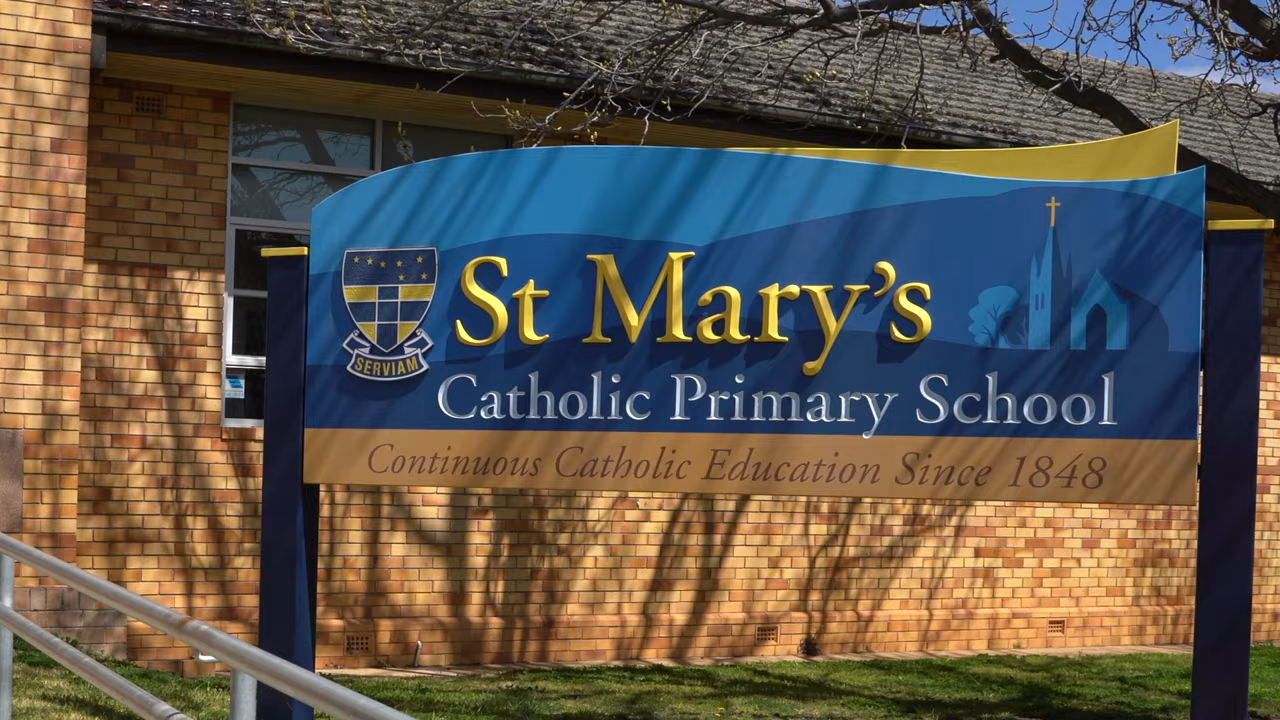 SERVIAM
St Mary's
Catholic Primary School
Continuous Catholic Education Since 1848